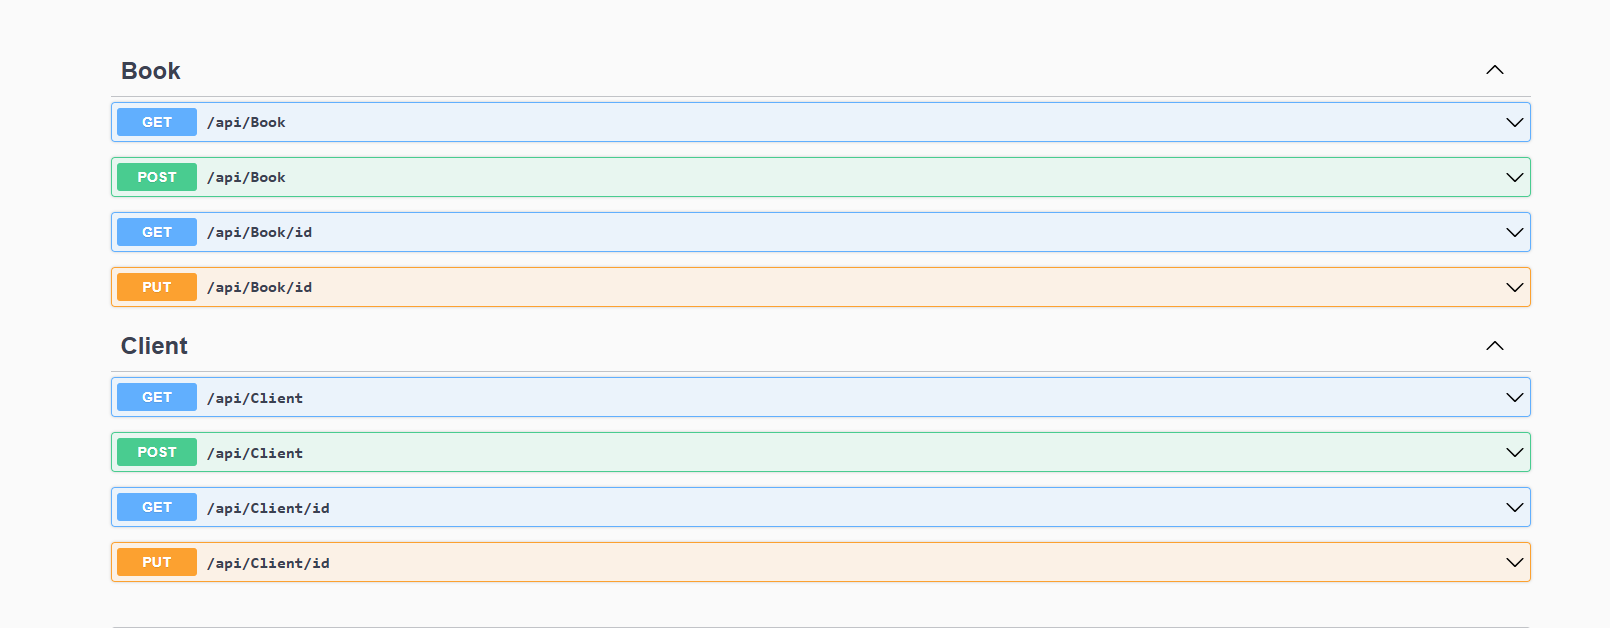 Book
GET /api/Book
POST /api/Book
GET /api/Book/id
PUT /api/Book/id
Client
GET /api/Client
POST /api/Client
GET /api/Client/id
PUT /api/Client/id